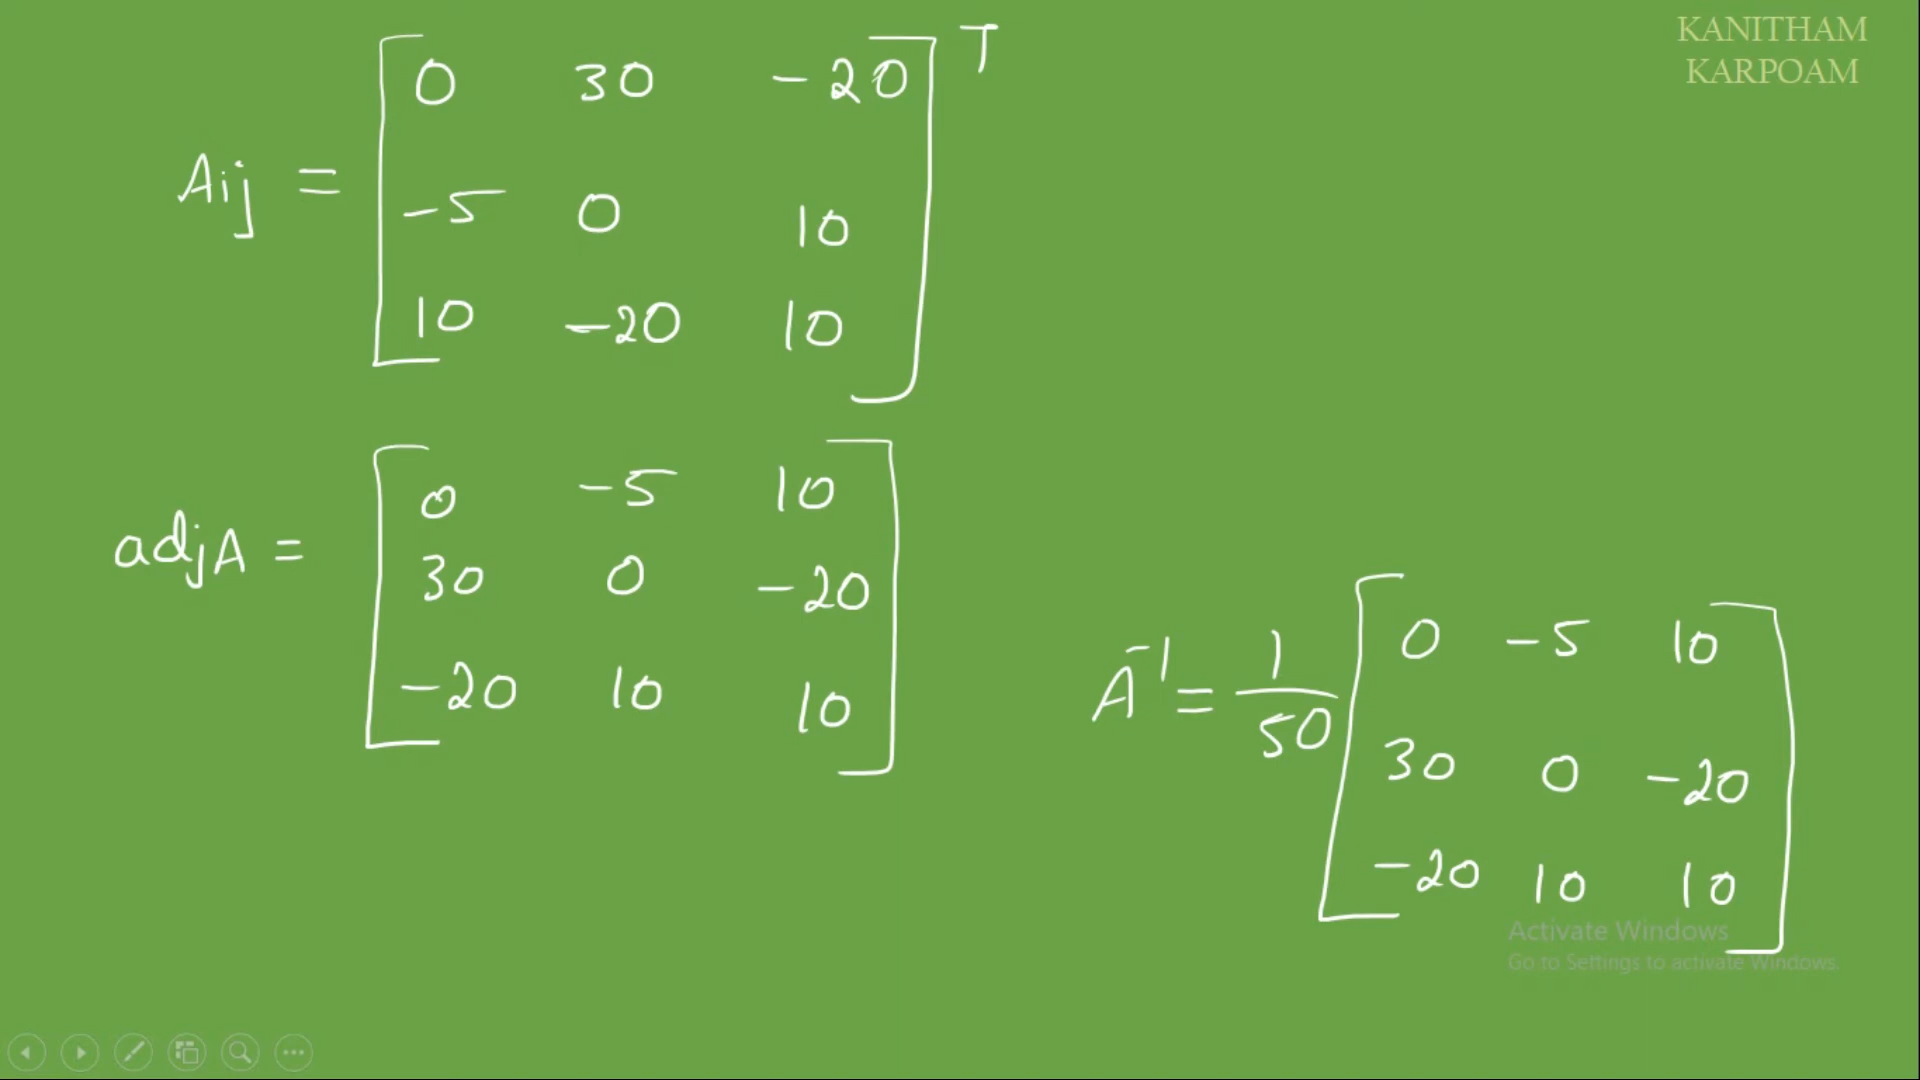 KANITHAM
KARPOAM
Aij = [ 0 30 -20
-5 0 10
10 -20 10 ] T
adjA = [ 0 -5 10
30 0 -20
-20 10 10 ]
A-1 = 1/50 [ 0 -5 10
30 0 -20
-20 10 10 ]
Activate Windows
Go to Settings to activate Windows.